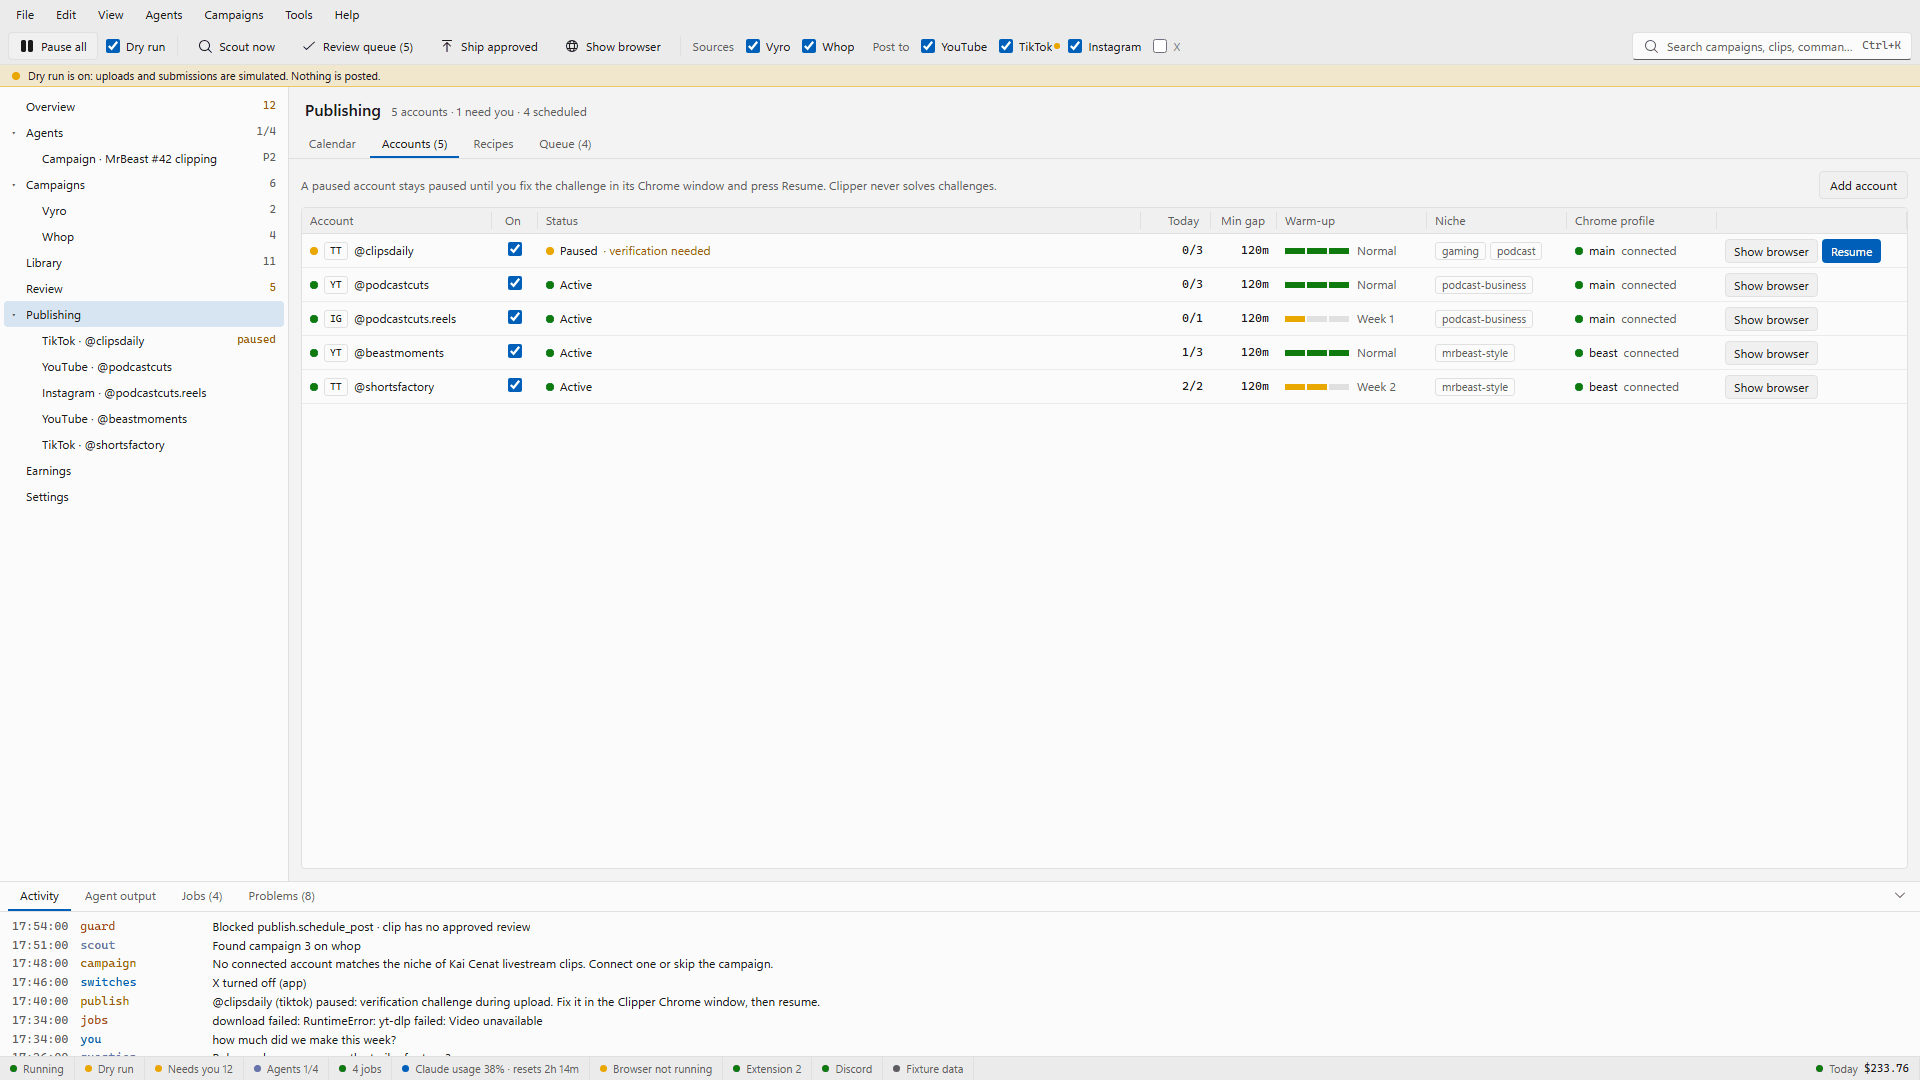 File Edit View Agents Campaigns Tools Help
Pause all Dry run Scout now Review queue (5) Ship approved Show browser Sources Vyro Whop Post to YouTube TikTok Instagram X Search campaigns, clips, comman... Ctrl+K
Dry run is on: uploads and submissions are simulated. Nothing is posted.
Overview 12
Agents 1/4
Campaign · MrBeast #42 clipping P2
Campaigns 6
Vyro 2
Whop 4
Library 11
Review 5
Publishing
TikTok · @clipsdaily paused
YouTube · @podcastcuts
Instagram · @podcastcuts.reels
YouTube · @beastmoments
TikTok · @shortsfactory
Earnings
Settings
Publishing 5 accounts · 1 need you · 4 scheduled
Calendar Accounts (5) Recipes Queue (4)
A paused account stays paused until you fix the challenge in its Chrome window and press Resume. Clipper never solves challenges. Add account
Account On Status Today Min gap Warm-up Niche Chrome profile
TT @clipsdaily Paused · verification needed 0/3 120m Normal gaming podcast main connected Show browser Resume
YT @podcastcuts Active 0/3 120m Normal podcast-business main connected Show browser
IG @podcastcuts.reels Active 0/1 120m Week 1 podcast-business main connected Show browser
YT @beastmoments Active 1/3 120m Normal mrbeast-style beast connected Show browser
TT @shortsfactory Active 2/2 120m Week 2 mrbeast-style beast connected Show browser
Activity Agent output Jobs (4) Problems (8)
17:54:00 guard Blocked publish.schedule_post · clip has no approved review
17:51:00 scout Found campaign 3 on whop
17:48:00 campaign No connected account matches the niche of Kai Cenat livestream clips. Connect one or skip the campaign.
17:46:00 switches X turned off (app)
17:40:00 publish @clipsdaily (tiktok) paused: verification challenge during upload. Fix it in the Clipper Chrome window, then resume.
17:34:00 jobs download failed: RuntimeError: yt-dlp failed: Video unavailable
17:34:00 you how much did we make this week?
Running Dry run Needs you 12 Agents 1/4 4 jobs Claude usage 38% · resets 2h 14m Browser not running Extension 2 Discord Fixture data Today $233.76